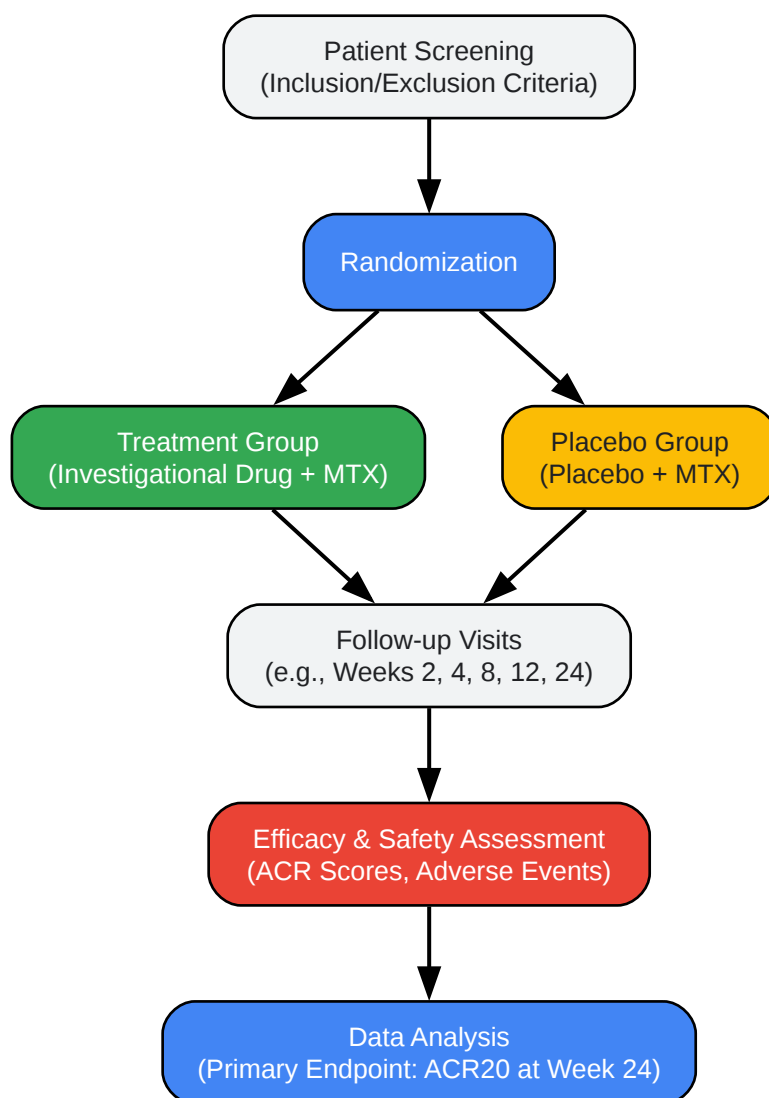 Patient Screening
(Inclusion/Exclusion Criteria)
Randomization
Treatment Group
(Investigational Drug + MTX)
Placebo Group
(Placebo + MTX)
Follow-up Visits
(e.g., Weeks 2, 4, 8, 12, 24)
Efficacy & Safety Assessment
(ACR Scores, Adverse Events)
Data Analysis
(Primary Endpoint: ACR20 at Week 24)